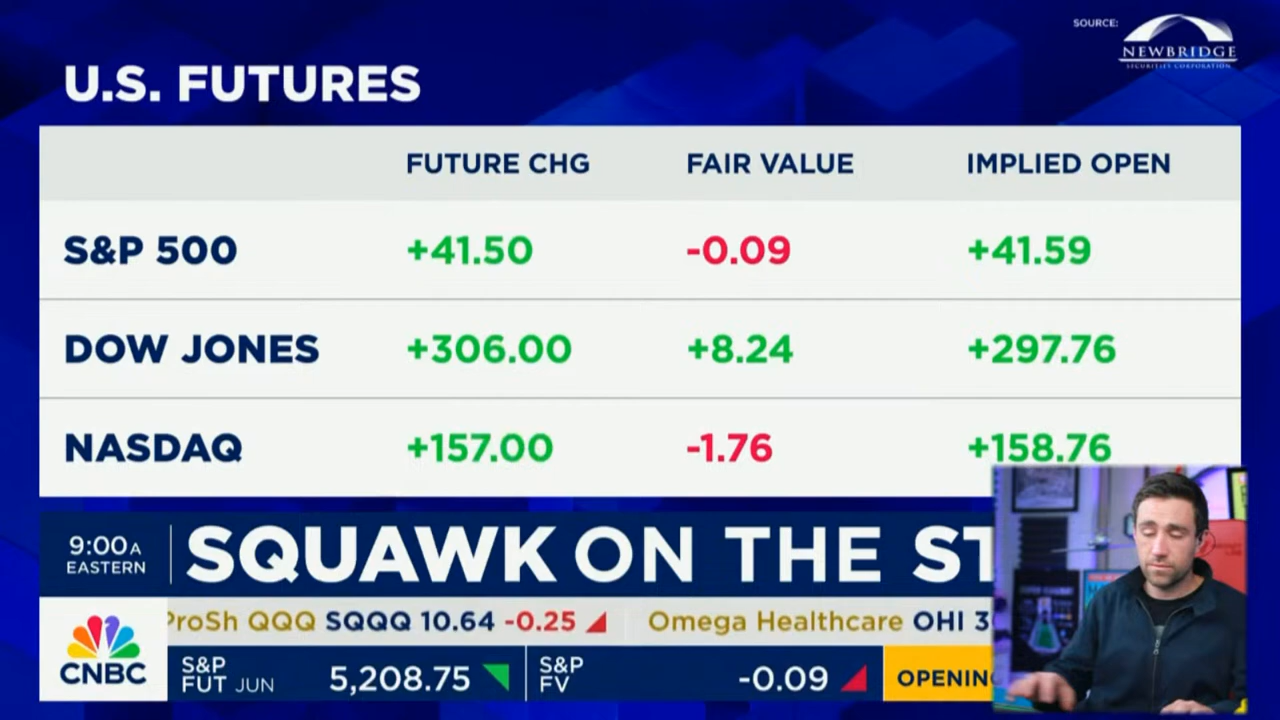 SOURCE:
NEWBRIDGE
SECURITIES CORPORATION
U.S. FUTURES
FUTURE CHG FAIR VALUE IMPLIED OPEN
S&P 500 +41.50 -0.09 +41.59
DOW JONES +306.00 +8.24 +297.76
NASDAQ +157.00 -1.76 +158.76
9:00A
EASTERN
SQUAWK ON THE ST
ProSh QQQ SQQQ 10.64 -0.25 Omega Healthcare OHI 3
CNBC
S&P
FUT JUN
5,208.75
S&P
FV
-0.09
OPENING